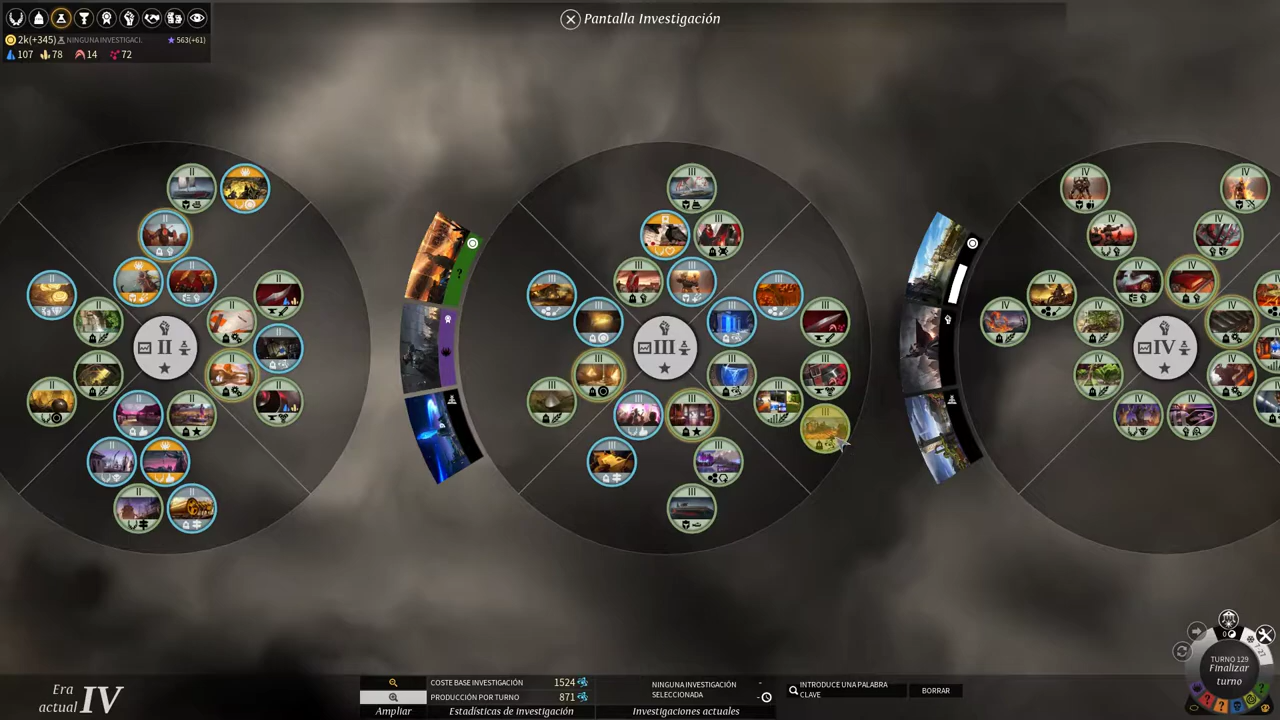 Pantalla Investigación
2k(+345) NINGUNA INVESTIGACI. 563(+61)
107 78 14 72
II
III
IV
Era actual IV
Ampliar
COSTE BASE INVESTIGACIÓN 1524
PRODUCCIÓN POR TURNO 871
Estadísticas de Investigación
NINGUNA INVESTIGACIÓN SELECCIONADA - -
Investigaciones actuales
INTRODUCE UNA PALABRA CLAVE
BORRAR
0
TURNO 129
Finalizar turno